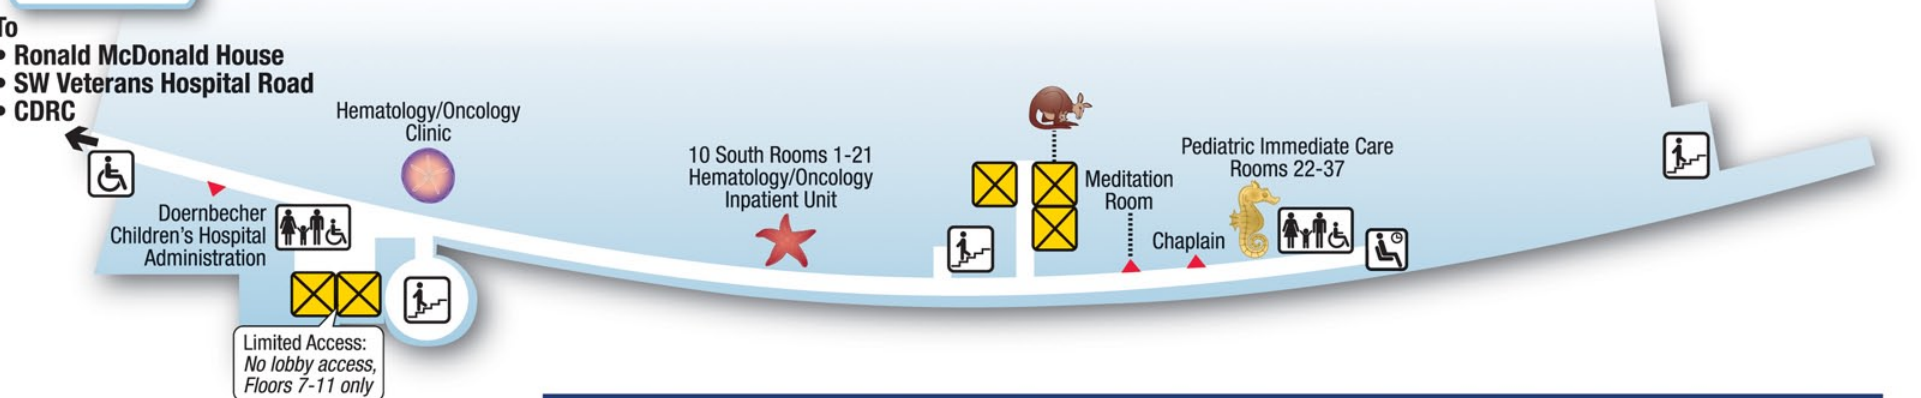 To
• Ronald McDonald House
• SW Veterans Hospital Road
• CDRC
Hematology/Oncology
Clinic
Doernbecher
Children's Hospital
Administration
Limited Access:
No lobby access,
Floors 7-11 only
10 South Rooms 1-21
Hematology/Oncology
Inpatient Unit
Meditation
Room
Chaplain
Pediatric Immediate Care
Rooms 22-37